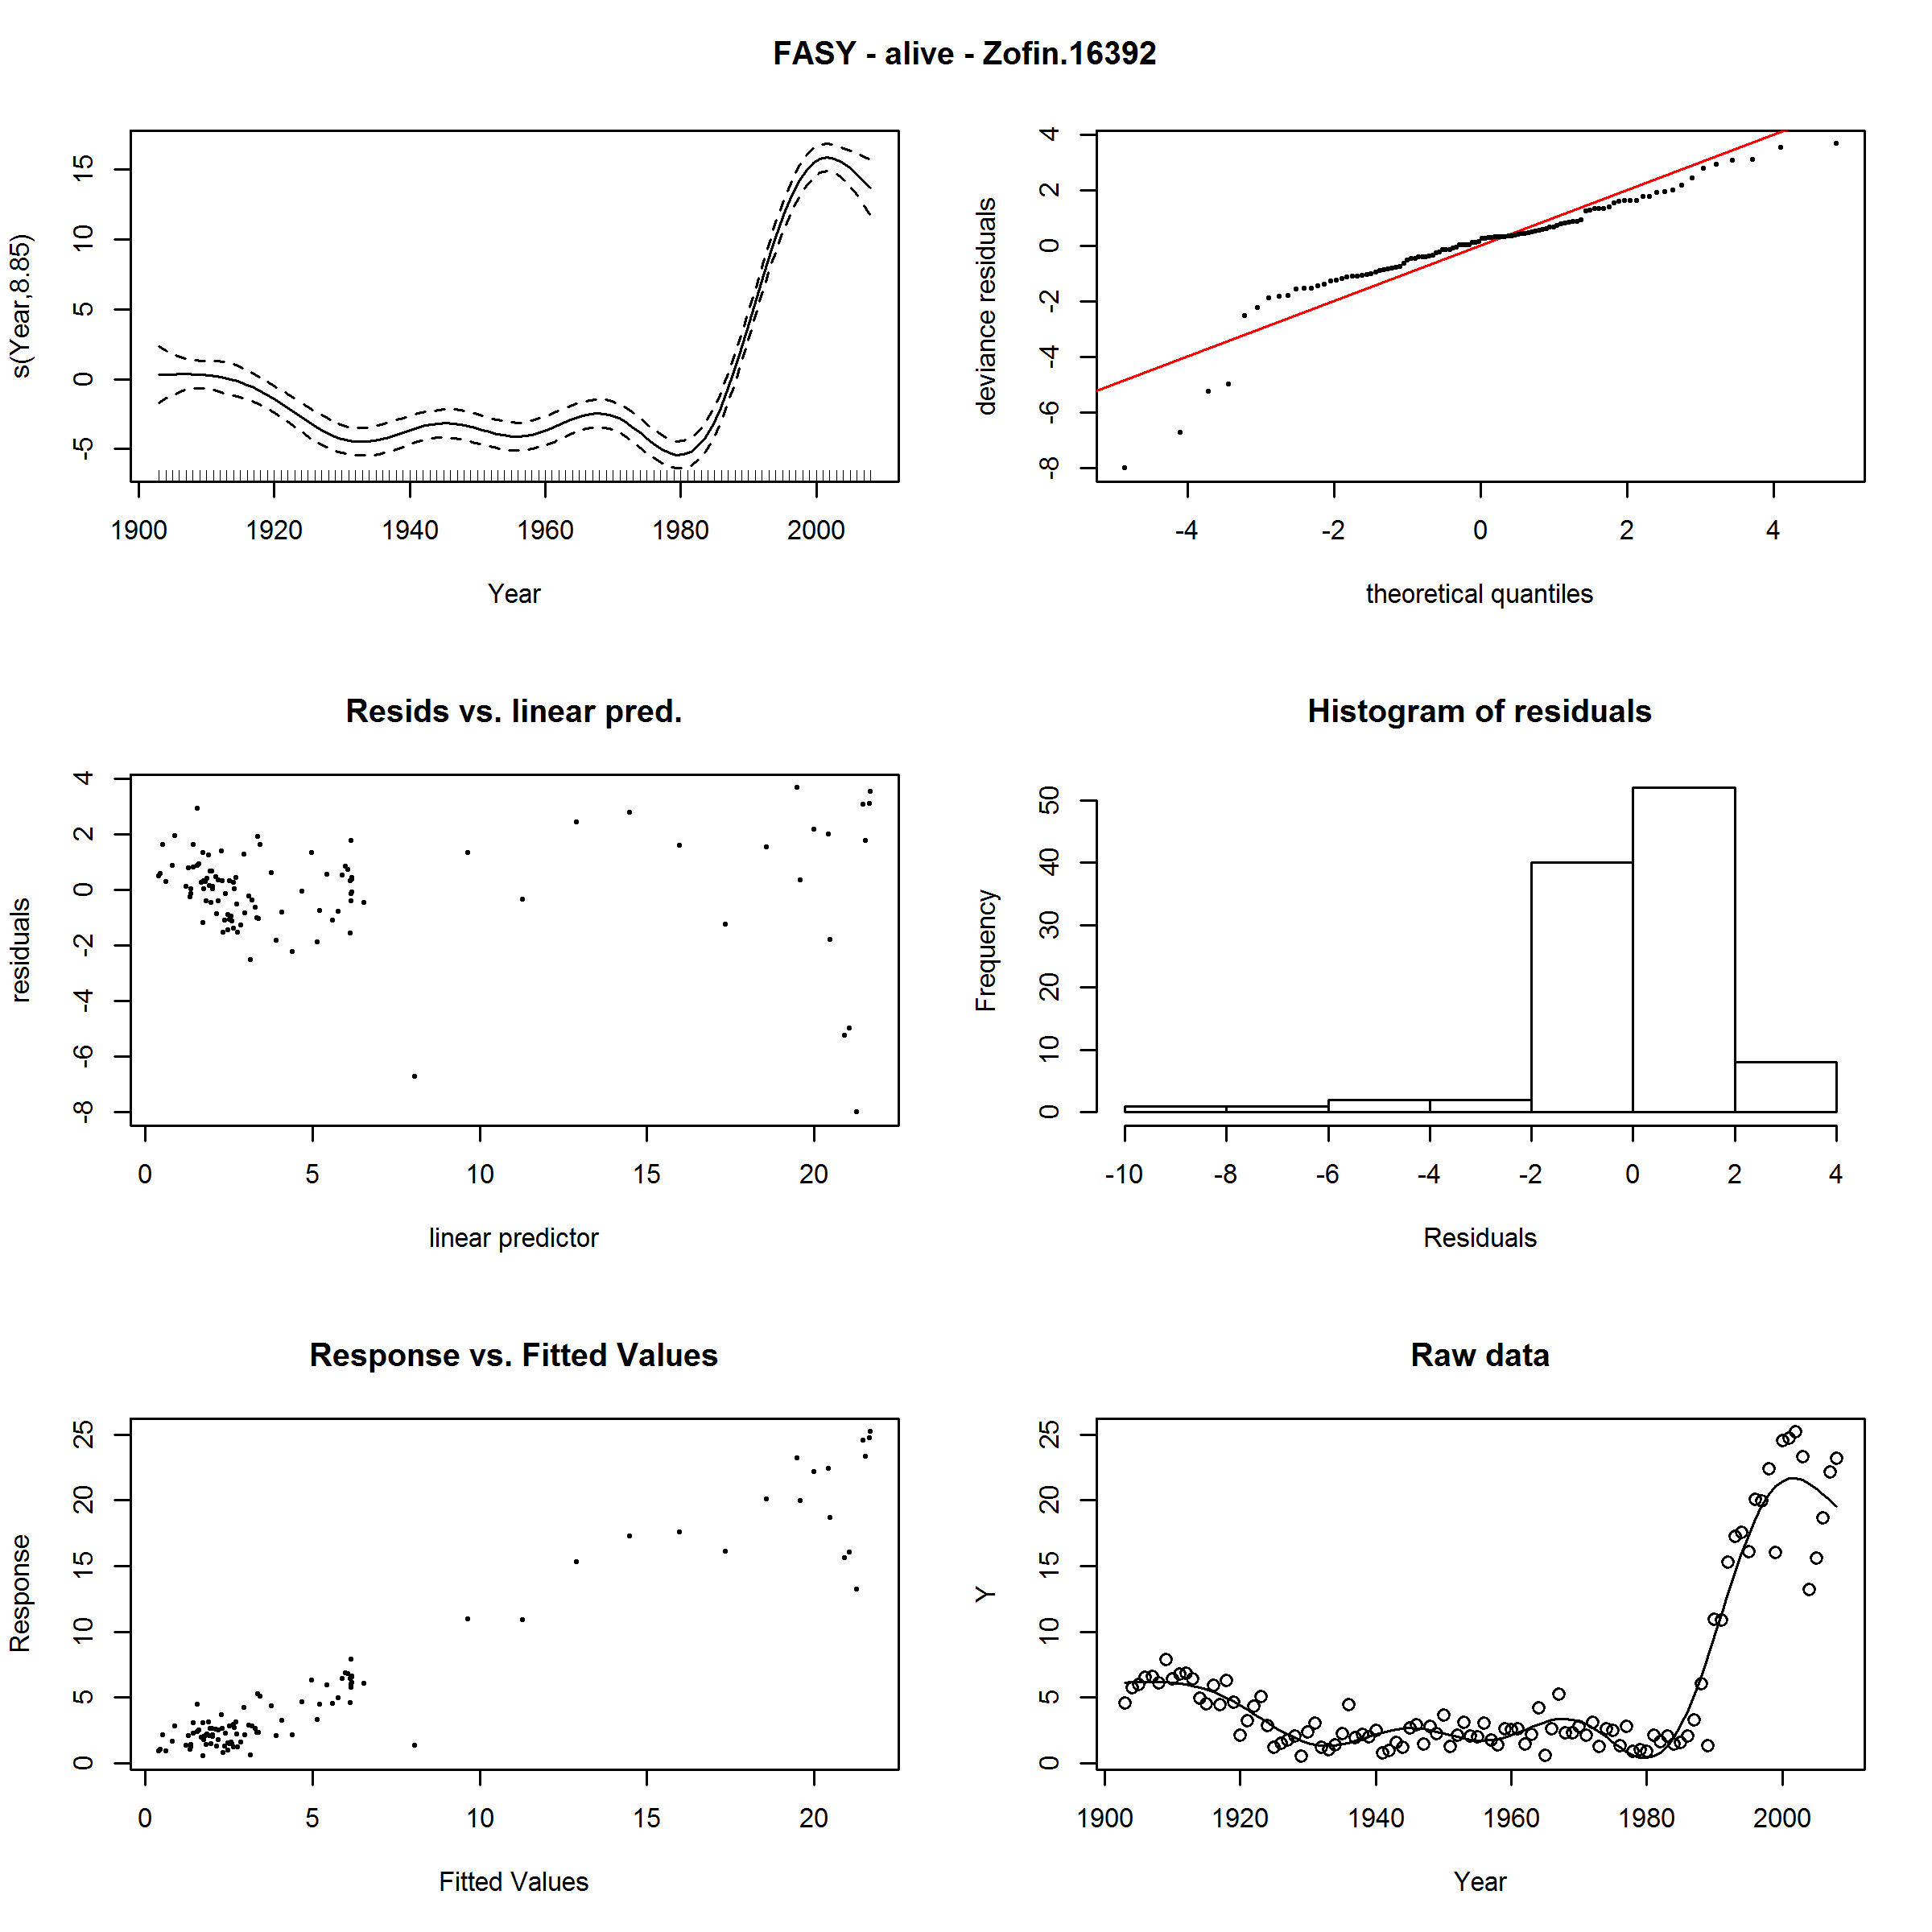 FASY - alive - Zofin.16392
s(Year,8.85)
-5 0 5 10 15
1900 1920 1940 1960 1980 2000
Year
deviance residuals
-8 -6 -4 -2 0 2 4
-4 -2 0 2 4
theoretical quantiles
Resids vs. linear pred.
residuals
-8 -6 -4 -2 0 2 4
0 5 10 15 20
linear predictor
Histogram of residuals
Frequency
0 10 20 30 40 50
-10 -8 -6 -4 -2 0 2 4
Residuals
Response vs. Fitted Values
Response
0 5 10 15 20 25
0 5 10 15 20
Fitted Values
Raw data
Y
0 5 10 15 20 25
1900 1920 1940 1960 1980 2000
Year